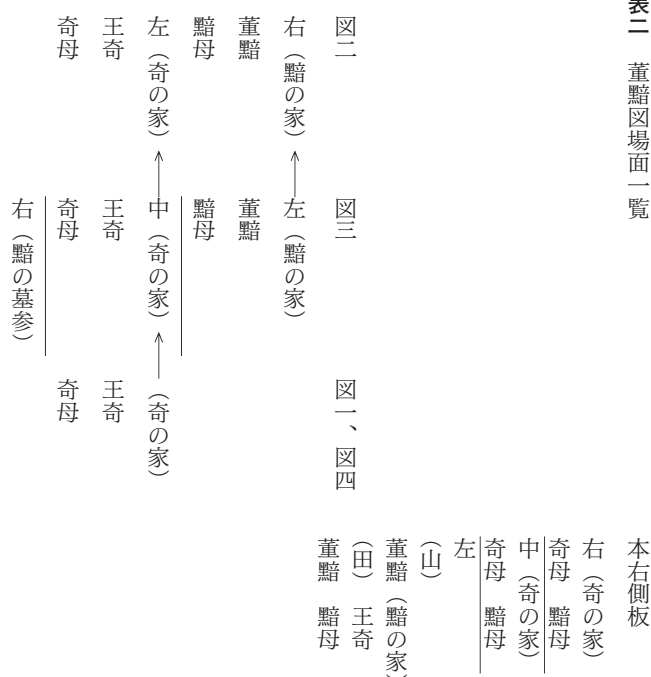 表二　董黯図場面一覧
図二
右（黯の家）
董黯
黯母
左（奇の家）
王奇
奇母
図三
左（黯の家）
董黯
黯母
中（奇の家）
王奇
奇母
右（黯の墓参）
図一、図四
（奇の家）
王奇
奇母
本右側板
右（奇の家）
奇母　黯母
中（奇の家）
奇母　黯母
左
（山）
董黯（黯の家）
（田）王奇
董黯　黯母